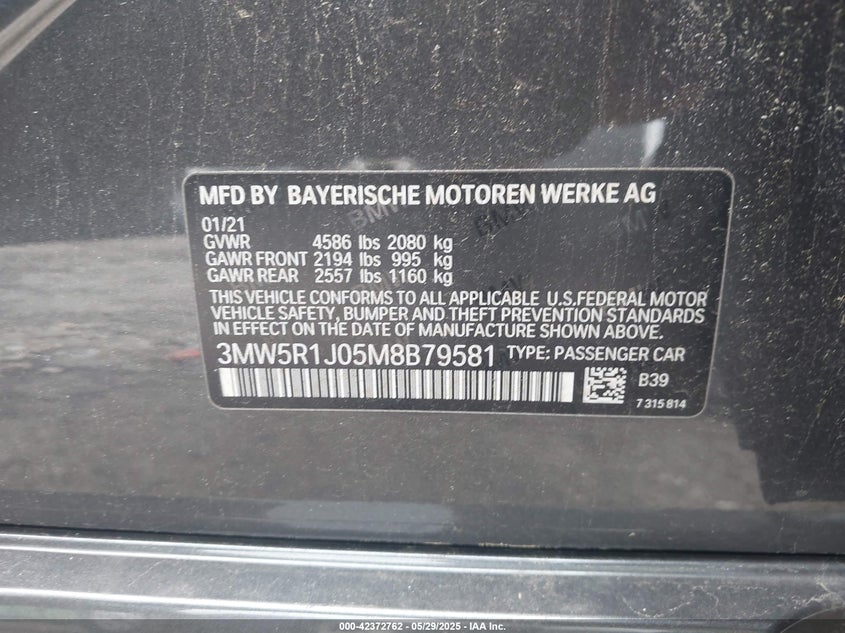 MFD BY BAYERISCHE MOTOREN WERKE AG
01/21
GVWR 4586 lbs 2080 kg
GAWR FRONT 2194 lbs 995 kg
GAWR REAR 2557 lbs 1160 kg
THIS VEHICLE CONFORMS TO ALL APPLICABLE U.S.FEDERAL MOTOR
VEHICLE SAFETY, BUMPER AND THEFT PREVENTION STANDARDS
IN EFFECT ON THE DATE OF MANUFACTURE SHOWN ABOVE.
3MW5R1J05M8B79581 TYPE: PASSENGER CAR
B39
7 315 814
000-42372762 - 05/29/2025 - IAA, Inc.